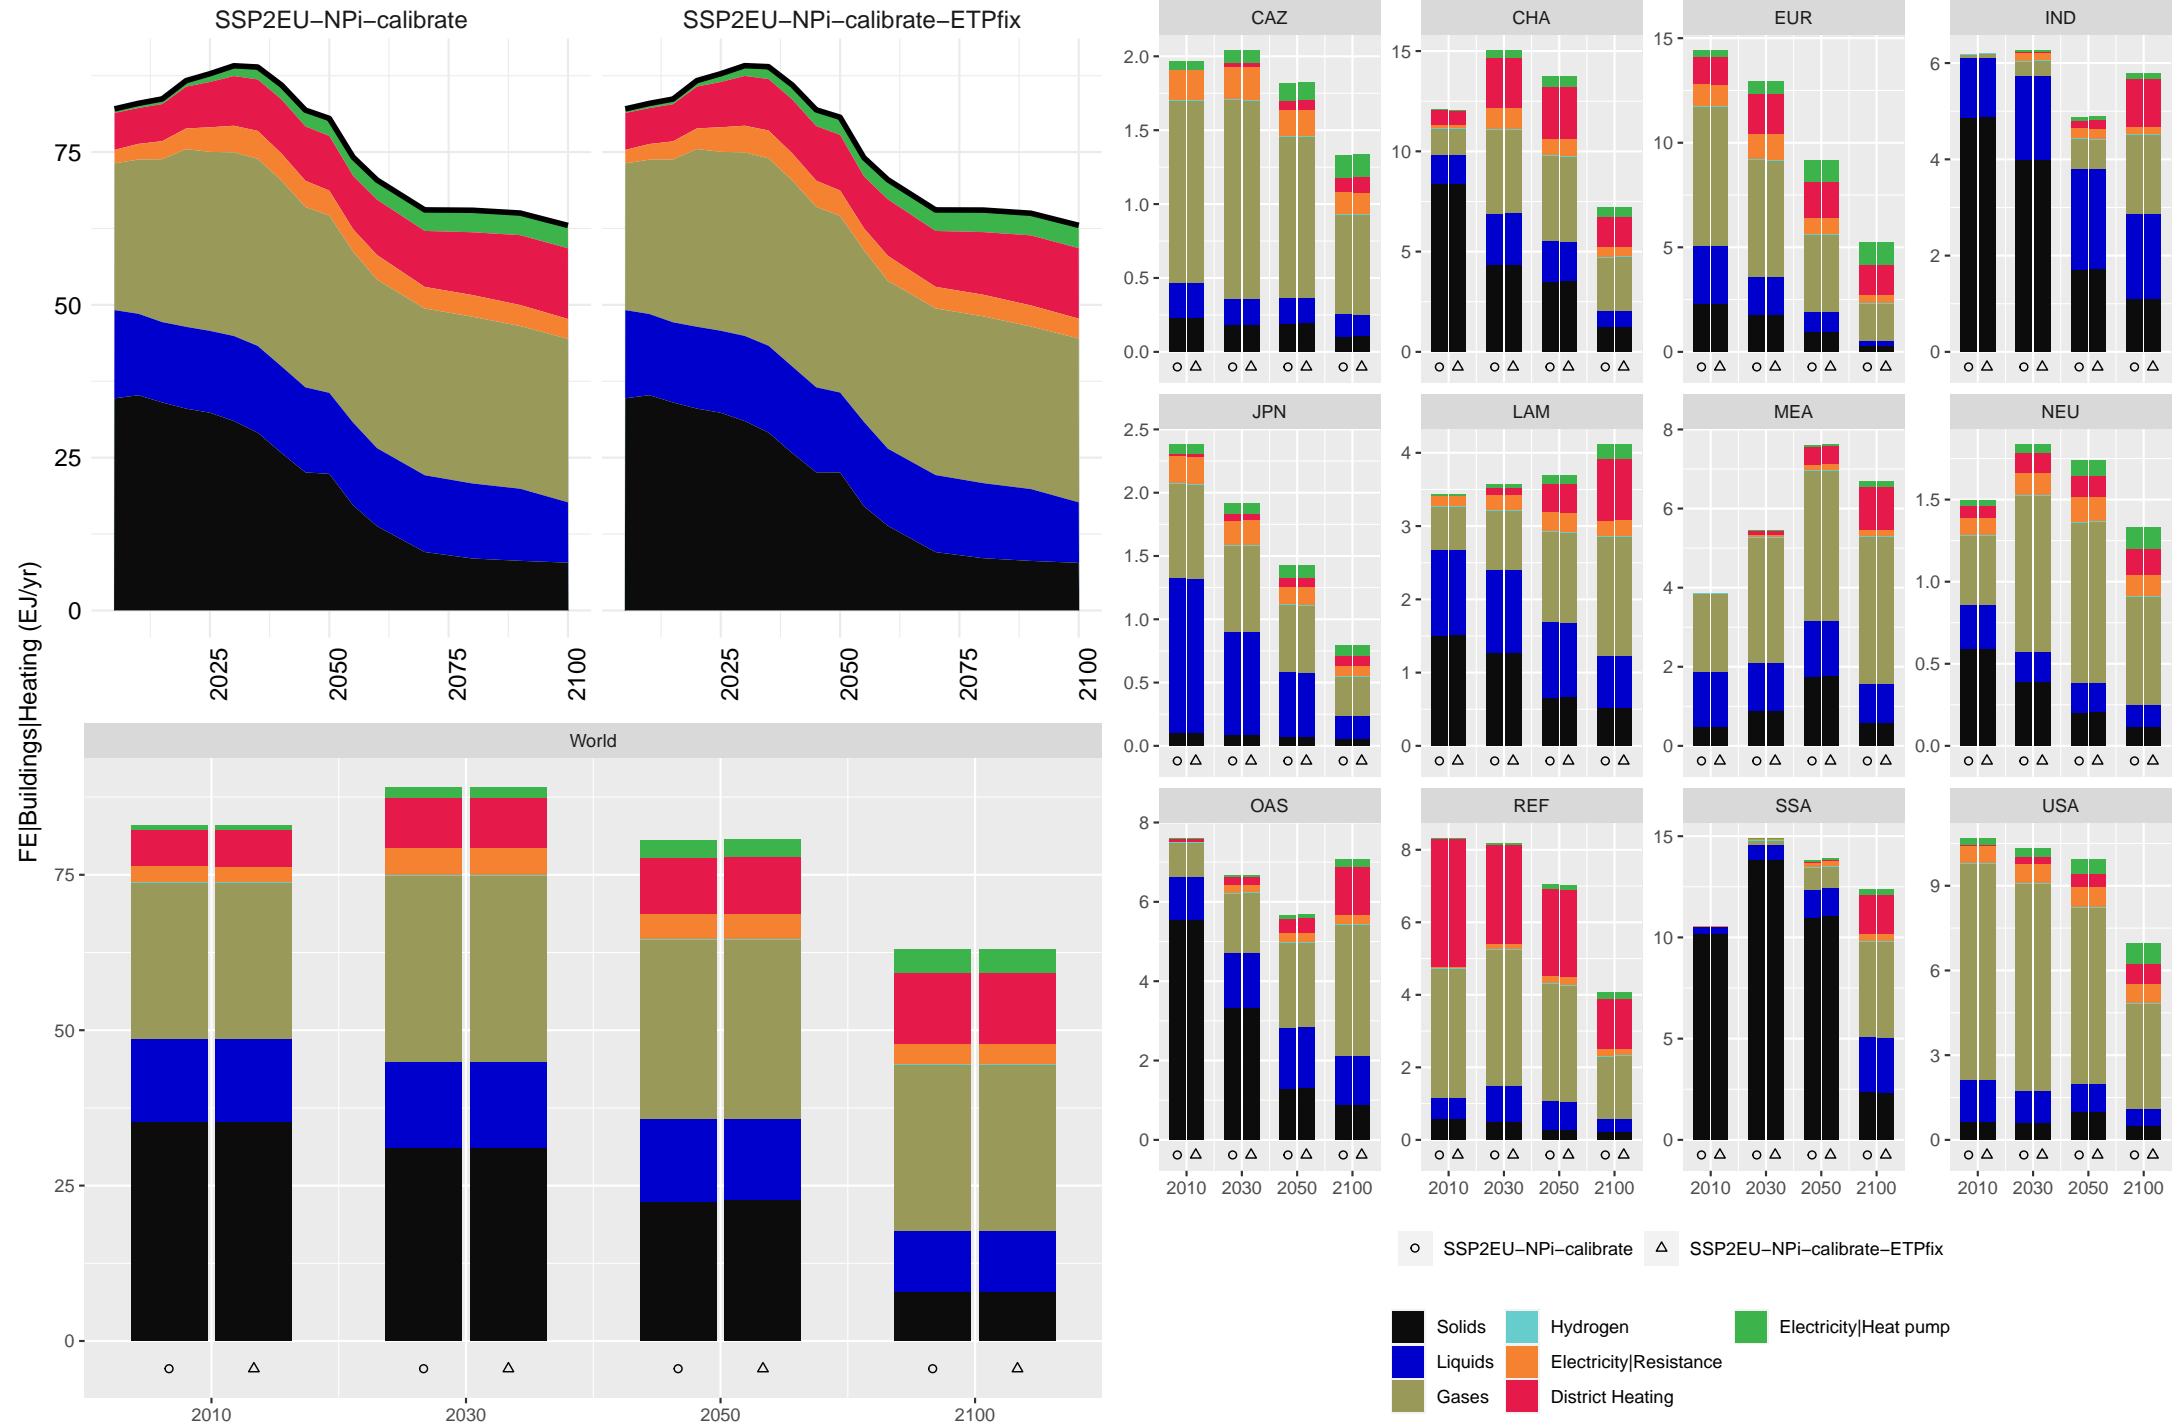 SSP2EU−NPi−calibrate
SSP2EU−NPi−calibrate−ETPfix
75
50
25
0
2025
2050
2075
2100
2025
2050
2075
2100
FE|Buildings|Heating (EJ/yr)
World
75
50
25
0
2010
2030
2050
2100
CAZ
CHA
EUR
IND
2.0
1.5
1.0
0.5
0.0
15
10
5
0
15
10
5
0
6
4
2
0
JPN
LAM
MEA
NEU
2.5
2.0
1.5
1.0
0.5
0.0
4
3
2
1
0
8
6
4
2
0
1.5
1.0
0.5
0.0
OAS
REF
SSA
USA
8
6
4
2
0
8
6
4
2
0
15
10
5
0
9
6
3
0
2010 2030 2050 2100
2010 2030 2050 2100
2010 2030 2050 2100
2010 2030 2050 2100
SSP2EU−NPi−calibrate
SSP2EU−NPi−calibrate−ETPfix
Solids
Liquids
Gases
Hydrogen
Electricity|Resistance
District Heating
Electricity|Heat pump